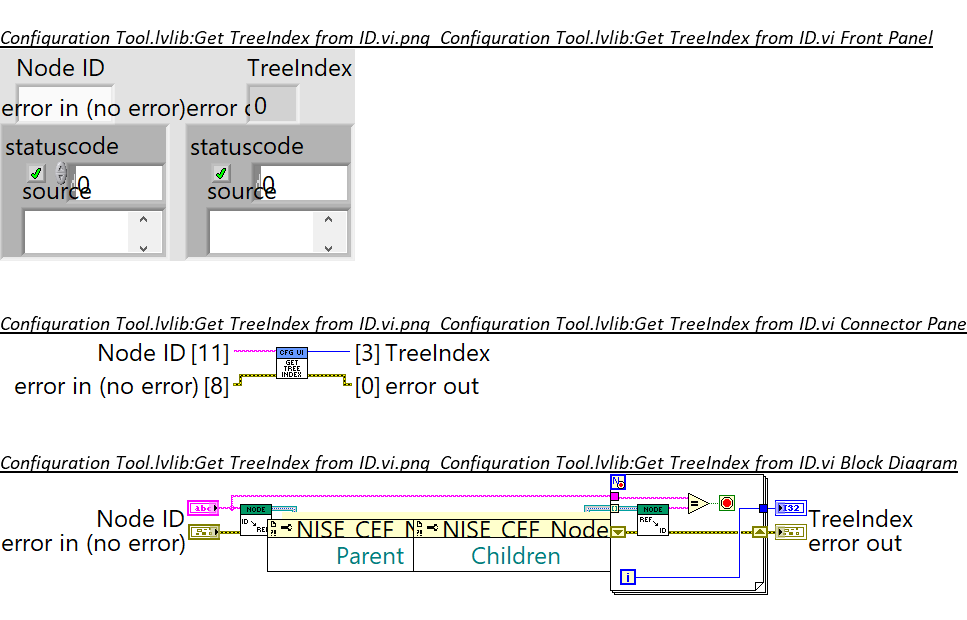 Configuration Tool.lvlib:Get TreeIndex from ID.vi.png Configuration Tool.lvlib:Get TreeIndex from ID.vi Front Panel
Node ID TreeIndex
error in (no error) error o 0
status code status code
0 0
source source
Configuration Tool.lvlib:Get TreeIndex from ID.vi.png Configuration Tool.lvlib:Get TreeIndex from ID.vi Connector Pane
Node ID [11] CFG VI [3] TreeIndex
GET
TREE
INDEX
error in (no error) [8] [0] error out
Configuration Tool.lvlib:Get TreeIndex from ID.vi.png Configuration Tool.lvlib:Get TreeIndex from ID.vi Block Diagram
N
abc NODE NODE = I32
Node ID ID REF TreeIndex
error in (no error) RE NISE_CEF_N NISE_CEF_Node ID error out
Parent Children
i